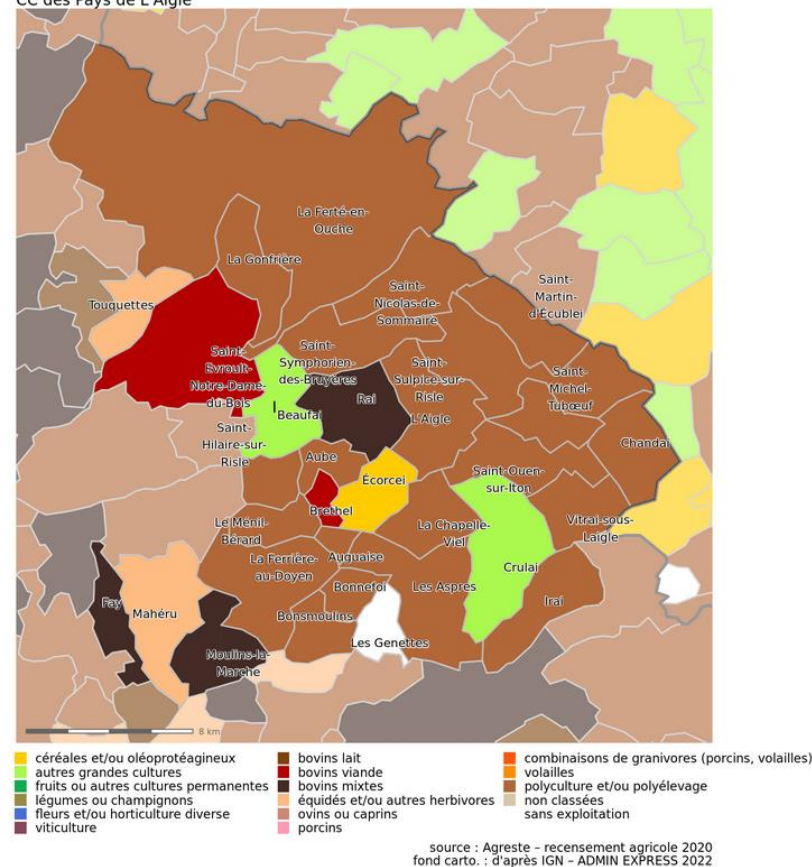 CC des Pays de L'Aigle
La Ferté-en-
Ouche
La Gonfrière
Touquettes
Saint-
Nicolas-de-
Sommaire
Saint-
Martin-
d'Écublei
Saint-
Evroult-
Notre-Dame-
du-Bois
Saint-
Symphorien-
des-Bruyères
Saint-
Sulpice-sur-
Risle
Saint-
Michel-
Tubœuf
Rai
Beaufai
L'Aigle
Saint-
Hilaire-sur-
Risle
Chandai
Aube
Écorcei
Saint-Ouen-
sur-Iton
Brethel
Le Ménil-
Bérard
La Chapelle-
Viel
Vitrai-sous-
Laigle
La Ferrière-
au-Doyen
Auguaise
Crulai
Bonnefoi
Les Aspres
Irai
Fay
Mahéru
Bonsmoulins
Les Genettes
Moulins-la-
Marche
8 km
céréales et/ou oléoprotéagineux
autres grandes cultures
fruits ou autres cultures permanentes
légumes ou champignons
fleurs et/ou horticulture diverse
viticulture
bovins lait
bovins viande
bovins mixtes
équidés et/ou autres herbivores
ovins ou caprins
porcins
combinaisons de granivores (porcins, volailles)
volailles
polyculture et/ou polyélevage
non classées
sans exploitation
source : Agreste – recensement agricole 2020
fond carto. : d'après IGN – ADMIN EXPRESS 2022